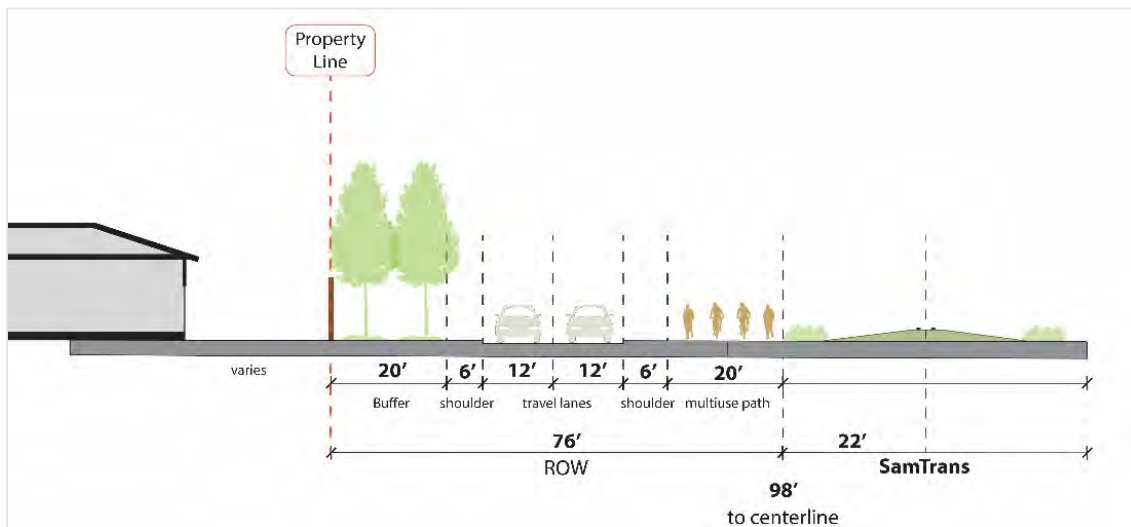 Property
Line
varies
20’ 6’ 12’ 12’ 6’ 20’
Buffer shoulder travel lanes shoulder multiuse path
76’ 22’
ROW SamTrans
98’
to centerline